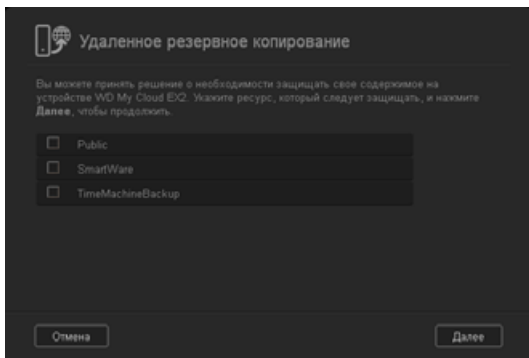 Удаленное резервное копирование
Вы можете принять решение о необходимости защищать свое содержимое на
устройстве WD My Cloud EX2. Укажите ресурс, который следует защищать, и нажмите
Далее, чтобы продолжить.
Public
SmartWare
TimeMachineBackup
Отмена
Далее